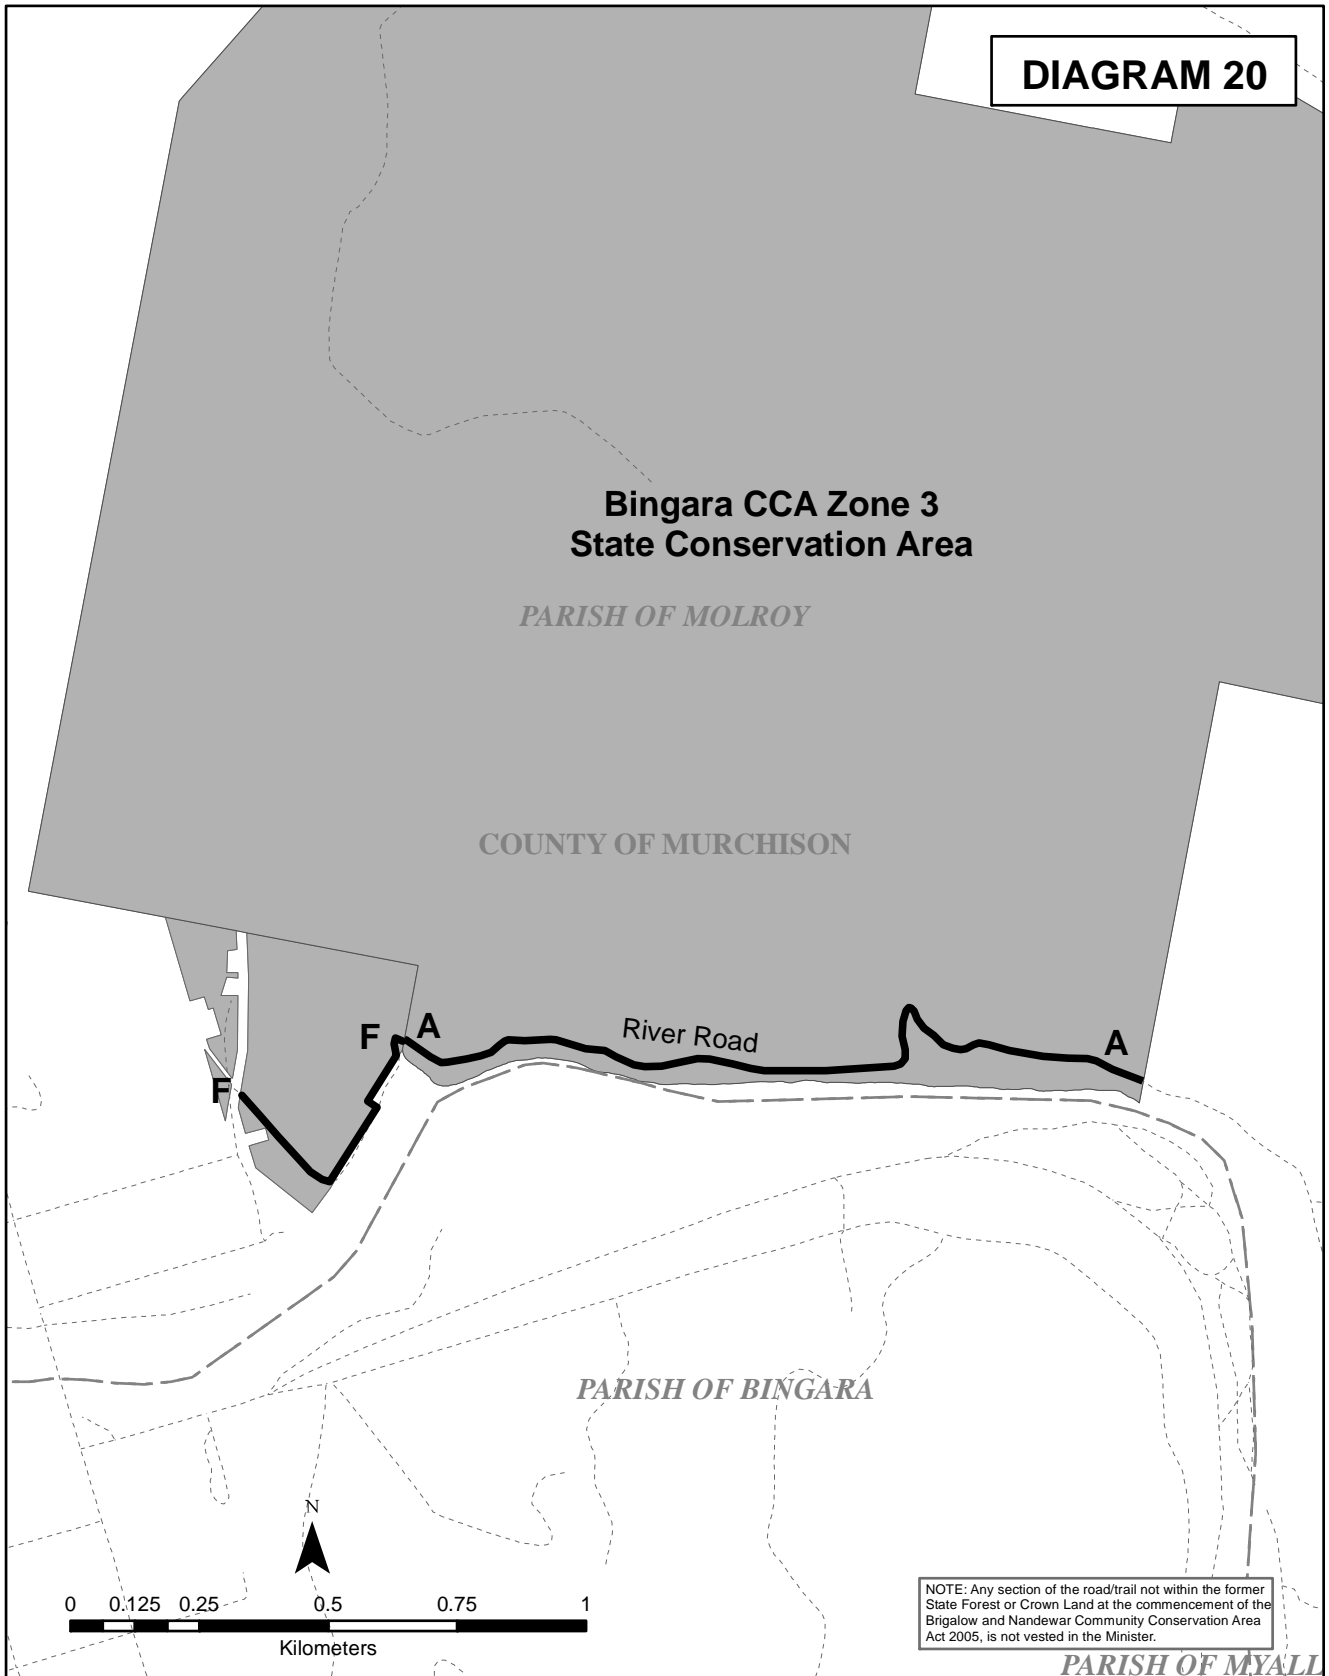 DIAGRAM 20
Bingara CCA Zone 3
State Conservation Area
PARISH OF MOLROY
COUNTY OF MURCHISON
F
A
River Road
A
F
PARISH OF BINGARA
N
0 0.125 0.25 0.5 0.75 1
Kilometers
NOTE: Any section of the road/trail not within the former
State Forest or Crown Land at the commencement of the
Brigalow and Nandewar Community Conservation Area
Act 2005, is not vested in the Minister.
PARISH OF MYALL